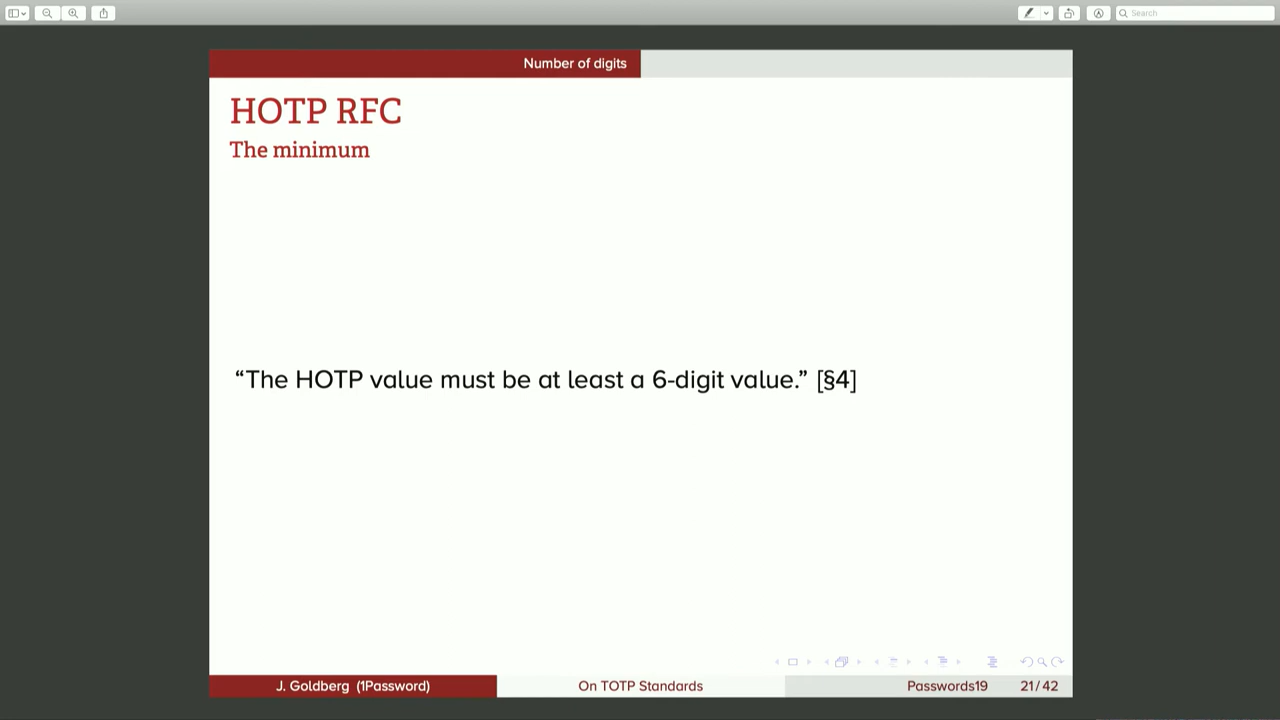 Search
Number of digits
HOTP RFC
The minimum
“The HOTP value must be at least a 6-digit value.” [§4]
J. Goldberg (1Password) On TOTP Standards Passwords19 21/42